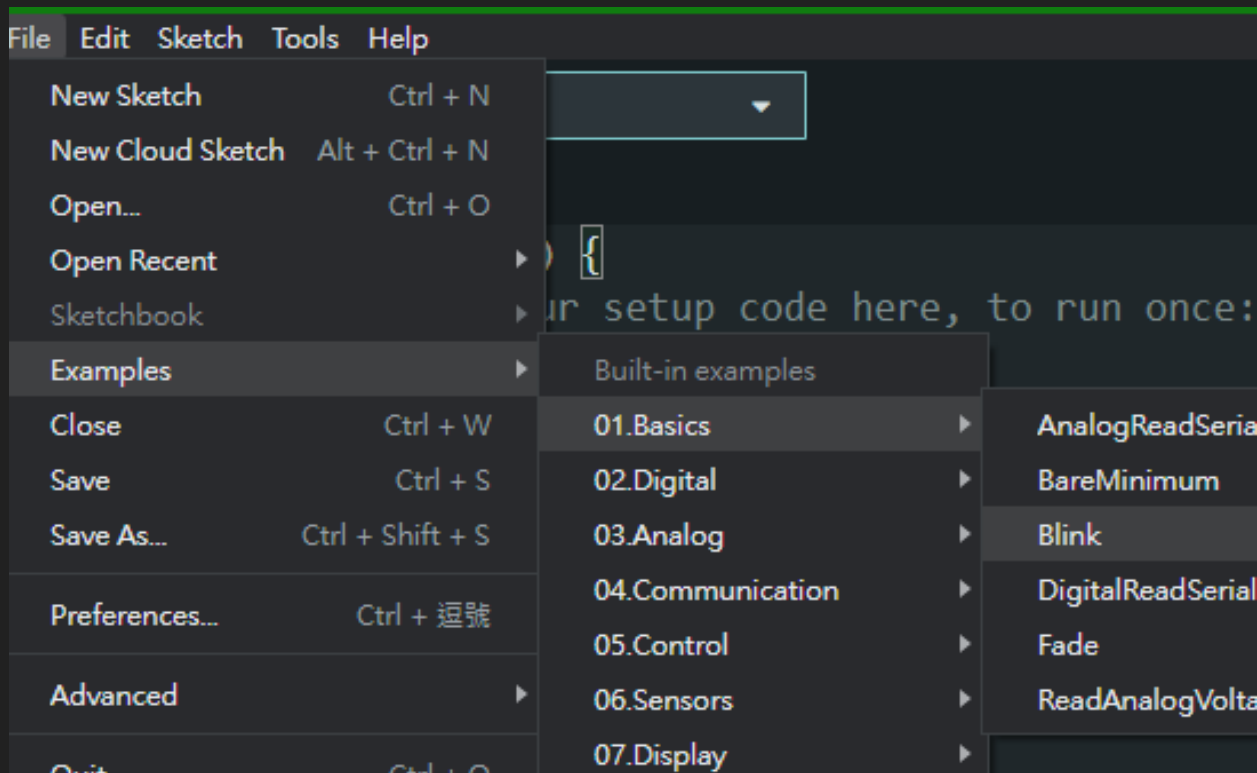 File Edit Sketch Tools Help
New Sketch Ctrl + N
New Cloud Sketch Alt + Ctrl + N
Open... Ctrl + O
Open Recent
) {
Sketchbook
ur setup code here, to run once:
Examples
Built-in examples
Close Ctrl + W
01.Basics
AnalogReadSeria
Save Ctrl + S
02.Digital
BareMinimum
Save As... Ctrl + Shift + S
03.Analog
Blink
04.Communication
DigitalReadSerial
Preferences... Ctrl + 逗號
05.Control
Fade
Advanced
06.Sensors
ReadAnalogVolta
07.Display
Quit Ctrl + Q